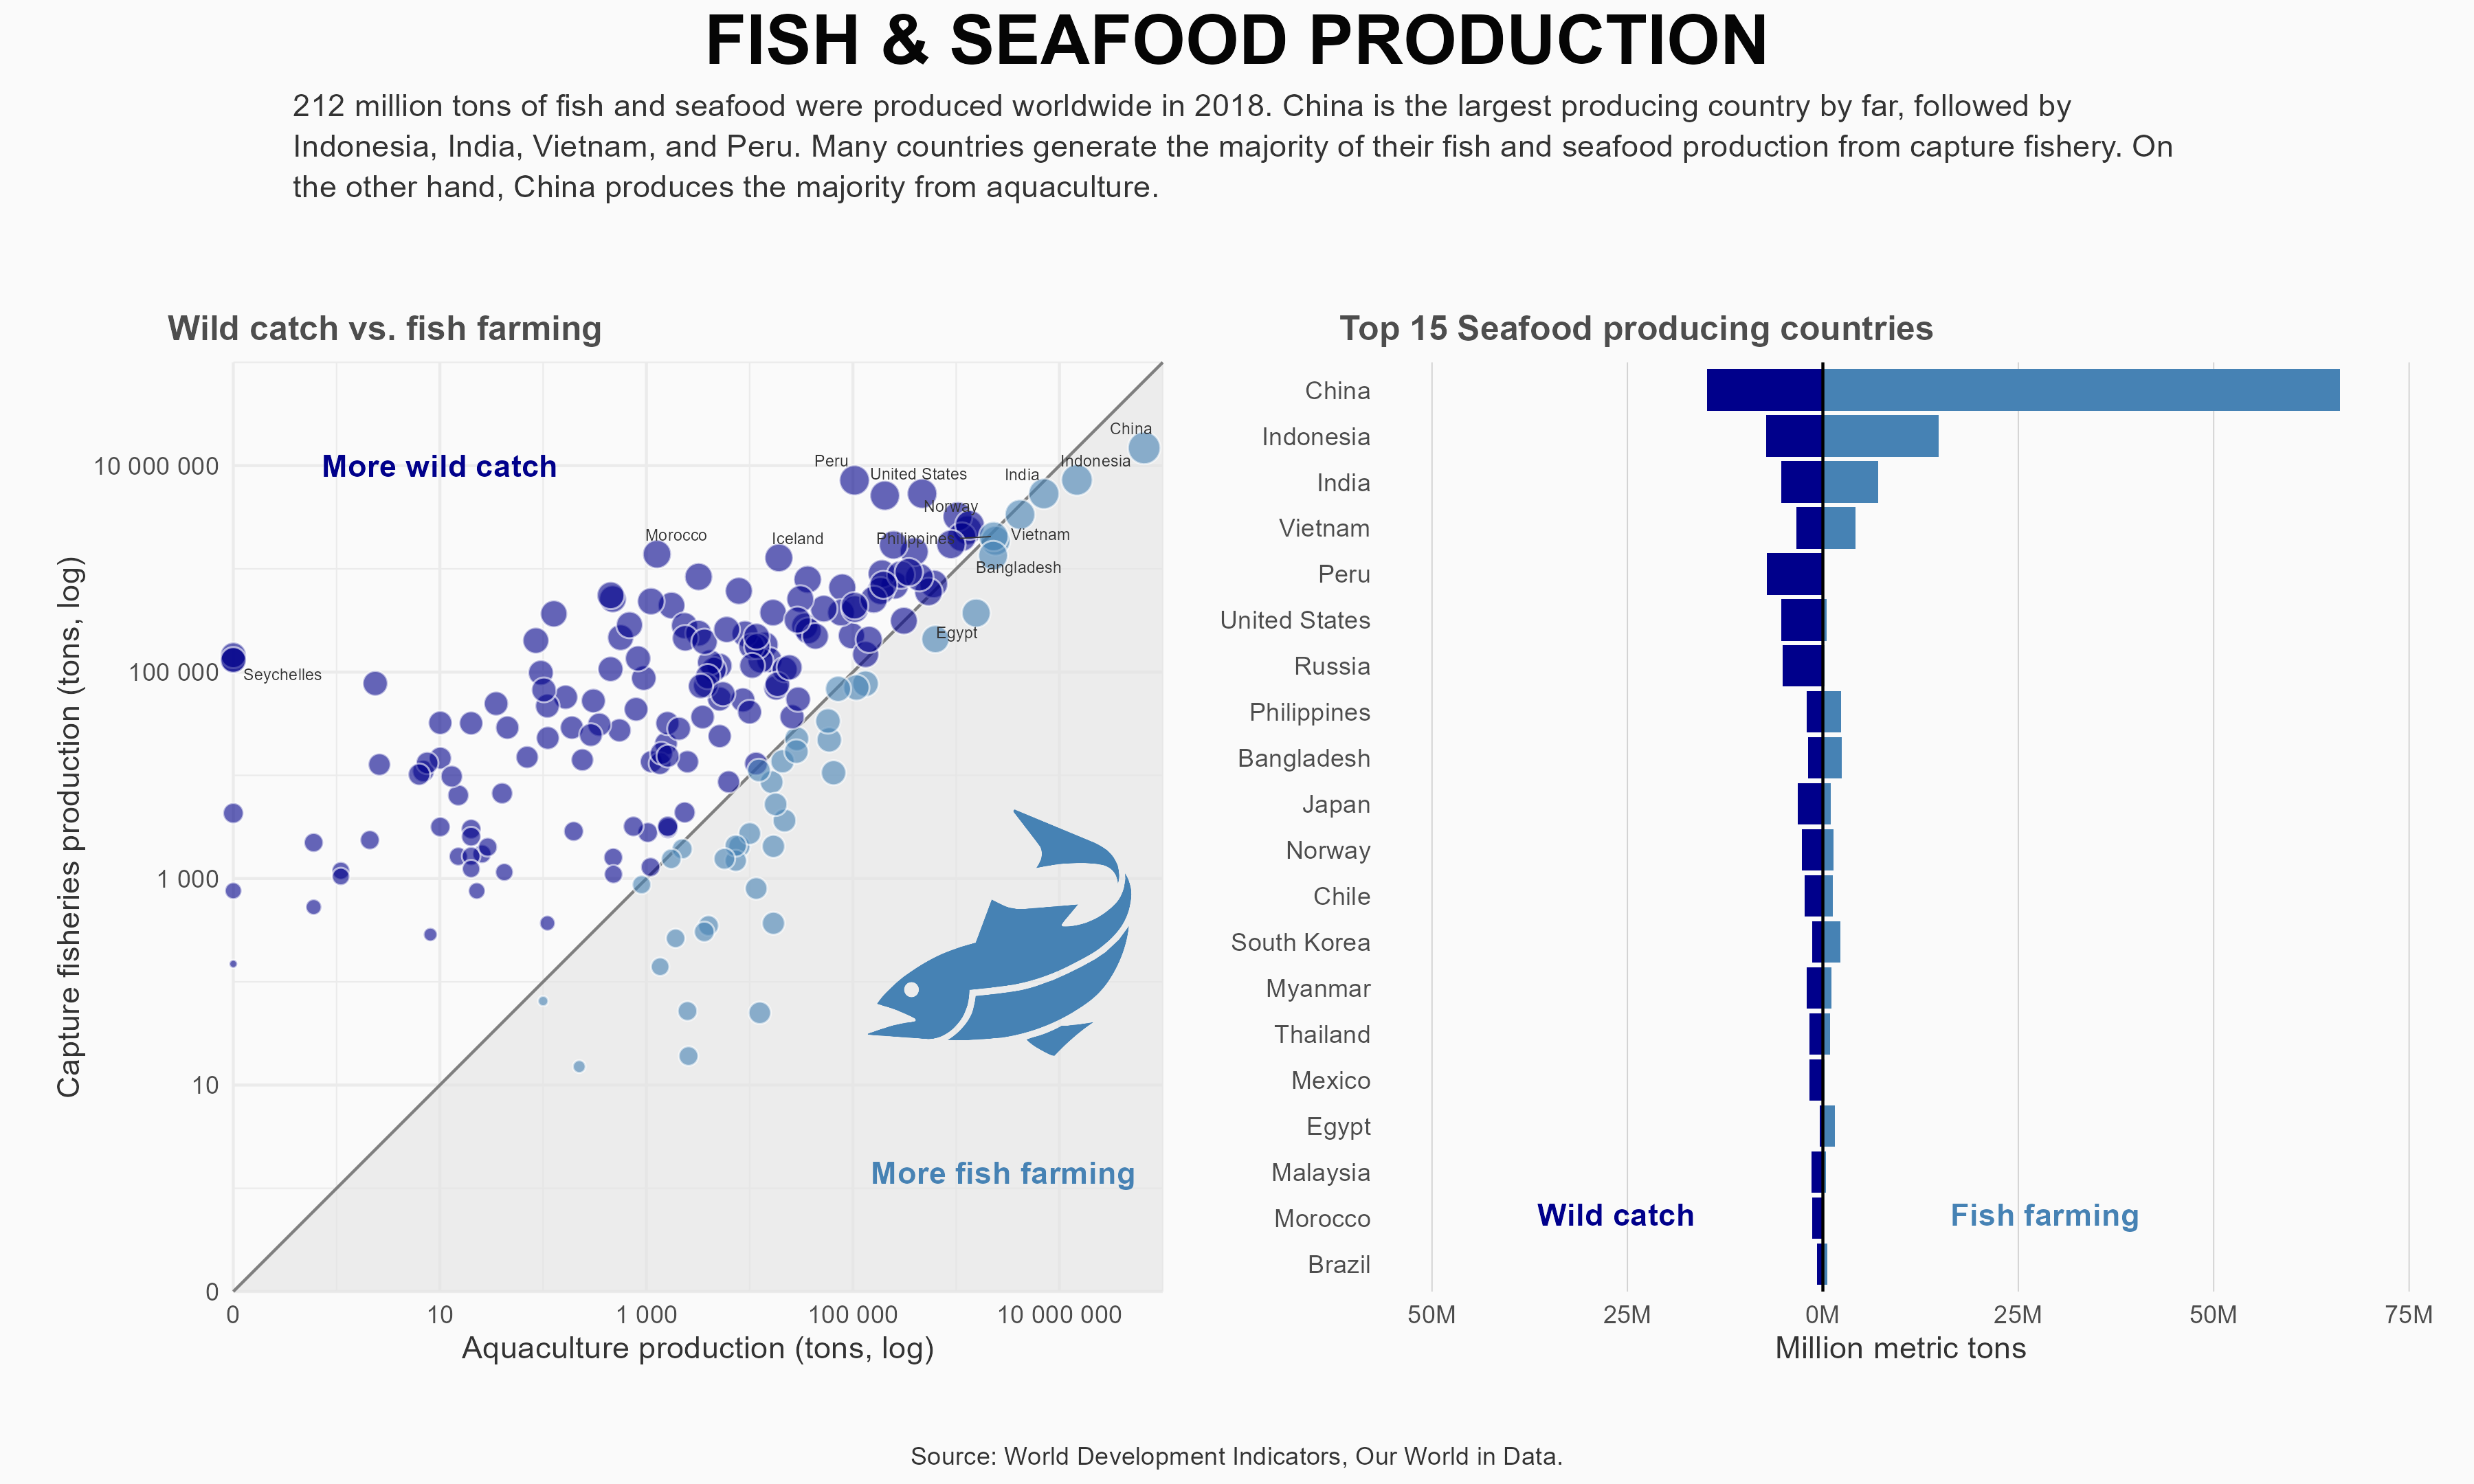 FISH & SEAFOOD PRODUCTION
212 million tons of fish and seafood were produced worldwide in 2018. China is the largest producing country by far, followed by
Indonesia, India, Vietnam, and Peru. Many countries generate the majority of their fish and seafood production from capture fishery. On
the other hand, China produces the majority from aquaculture.
Wild catch vs. fish farming
Capture fisheries production (tons, log)
10 000 000
100 000
1 000
10
0
More wild catch
China
Peru
Indonesia
United States
India
Norway
Morocco
Iceland
Philippines
Vietnam
Bangladesh
Egypt
Seychelles
More fish farming
0
10
1 000
100 000
10 000 000
Aquaculture production (tons, log)
Top 15 Seafood producing countries
China
Indonesia
India
Vietnam
Peru
United States
Russia
Philippines
Bangladesh
Japan
Norway
Chile
South Korea
Myanmar
Thailand
Mexico
Egypt
Malaysia
Morocco
Brazil
Wild catch
Fish farming
50M
25M
0M
25M
50M
75M
Million metric tons
Source: World Development Indicators, Our World in Data.